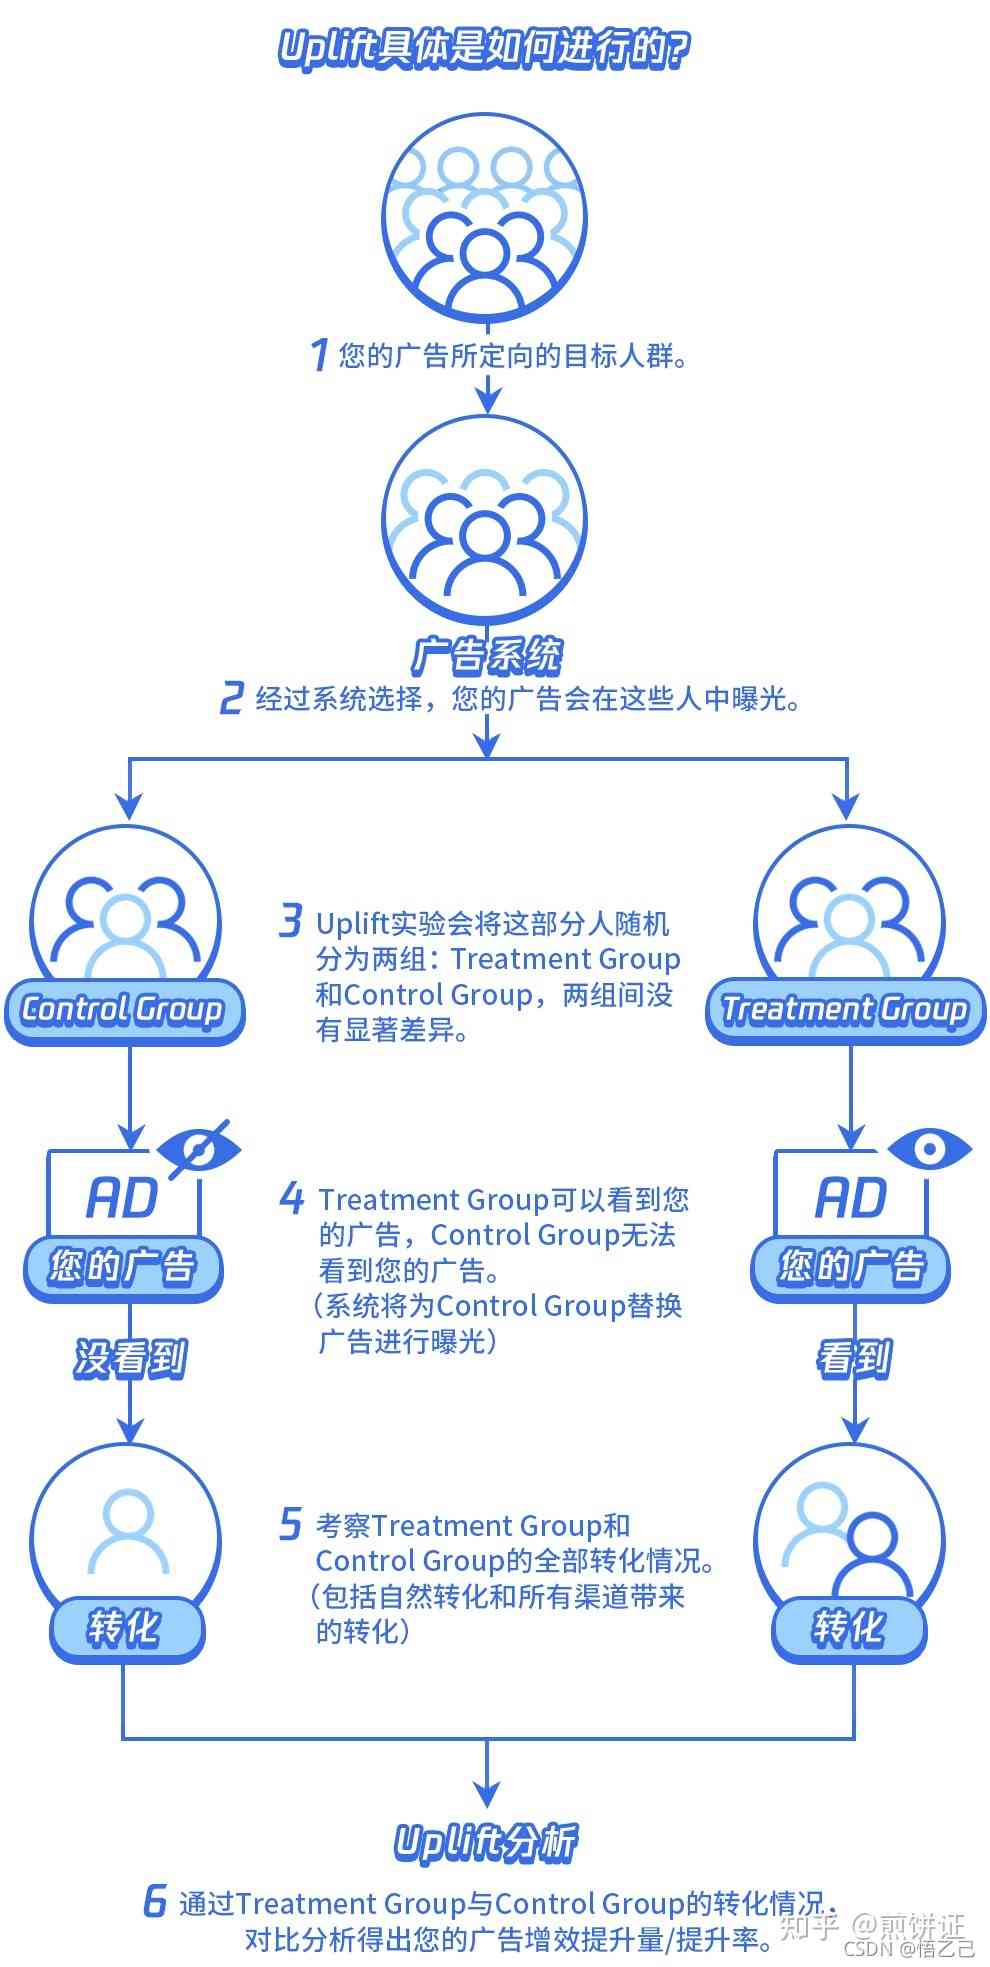 Uplift具体是如何进行的?
1 您的广告所定向的目标人群。
广告系统
2 经过系统选择，您的广告会在这些人中曝光。
Control Group
3 Uplift实验会将这部分人随机
分为两组：Treatment Group
和Control Group，两组间没
有显著差异。
Treatment Group
AD
您的广告
没看到
4 Treatment Group可以看到您
的广告，Control Group无法
看到您的广告。
（系统将为Control Group替换
广告进行曝光）
AD
您的广告
看到
转化
5 考察Treatment Group和
Control Group的全部转化情况。
（包括自然转化和所有渠道带来
的转化）
转化
Uplift分析
6 通过Treatment Group与Control Group的转化情况，
对比分析得出您的广告增效提升量/提升率。
知乎 @煎饼证
CSDN @悟乙己